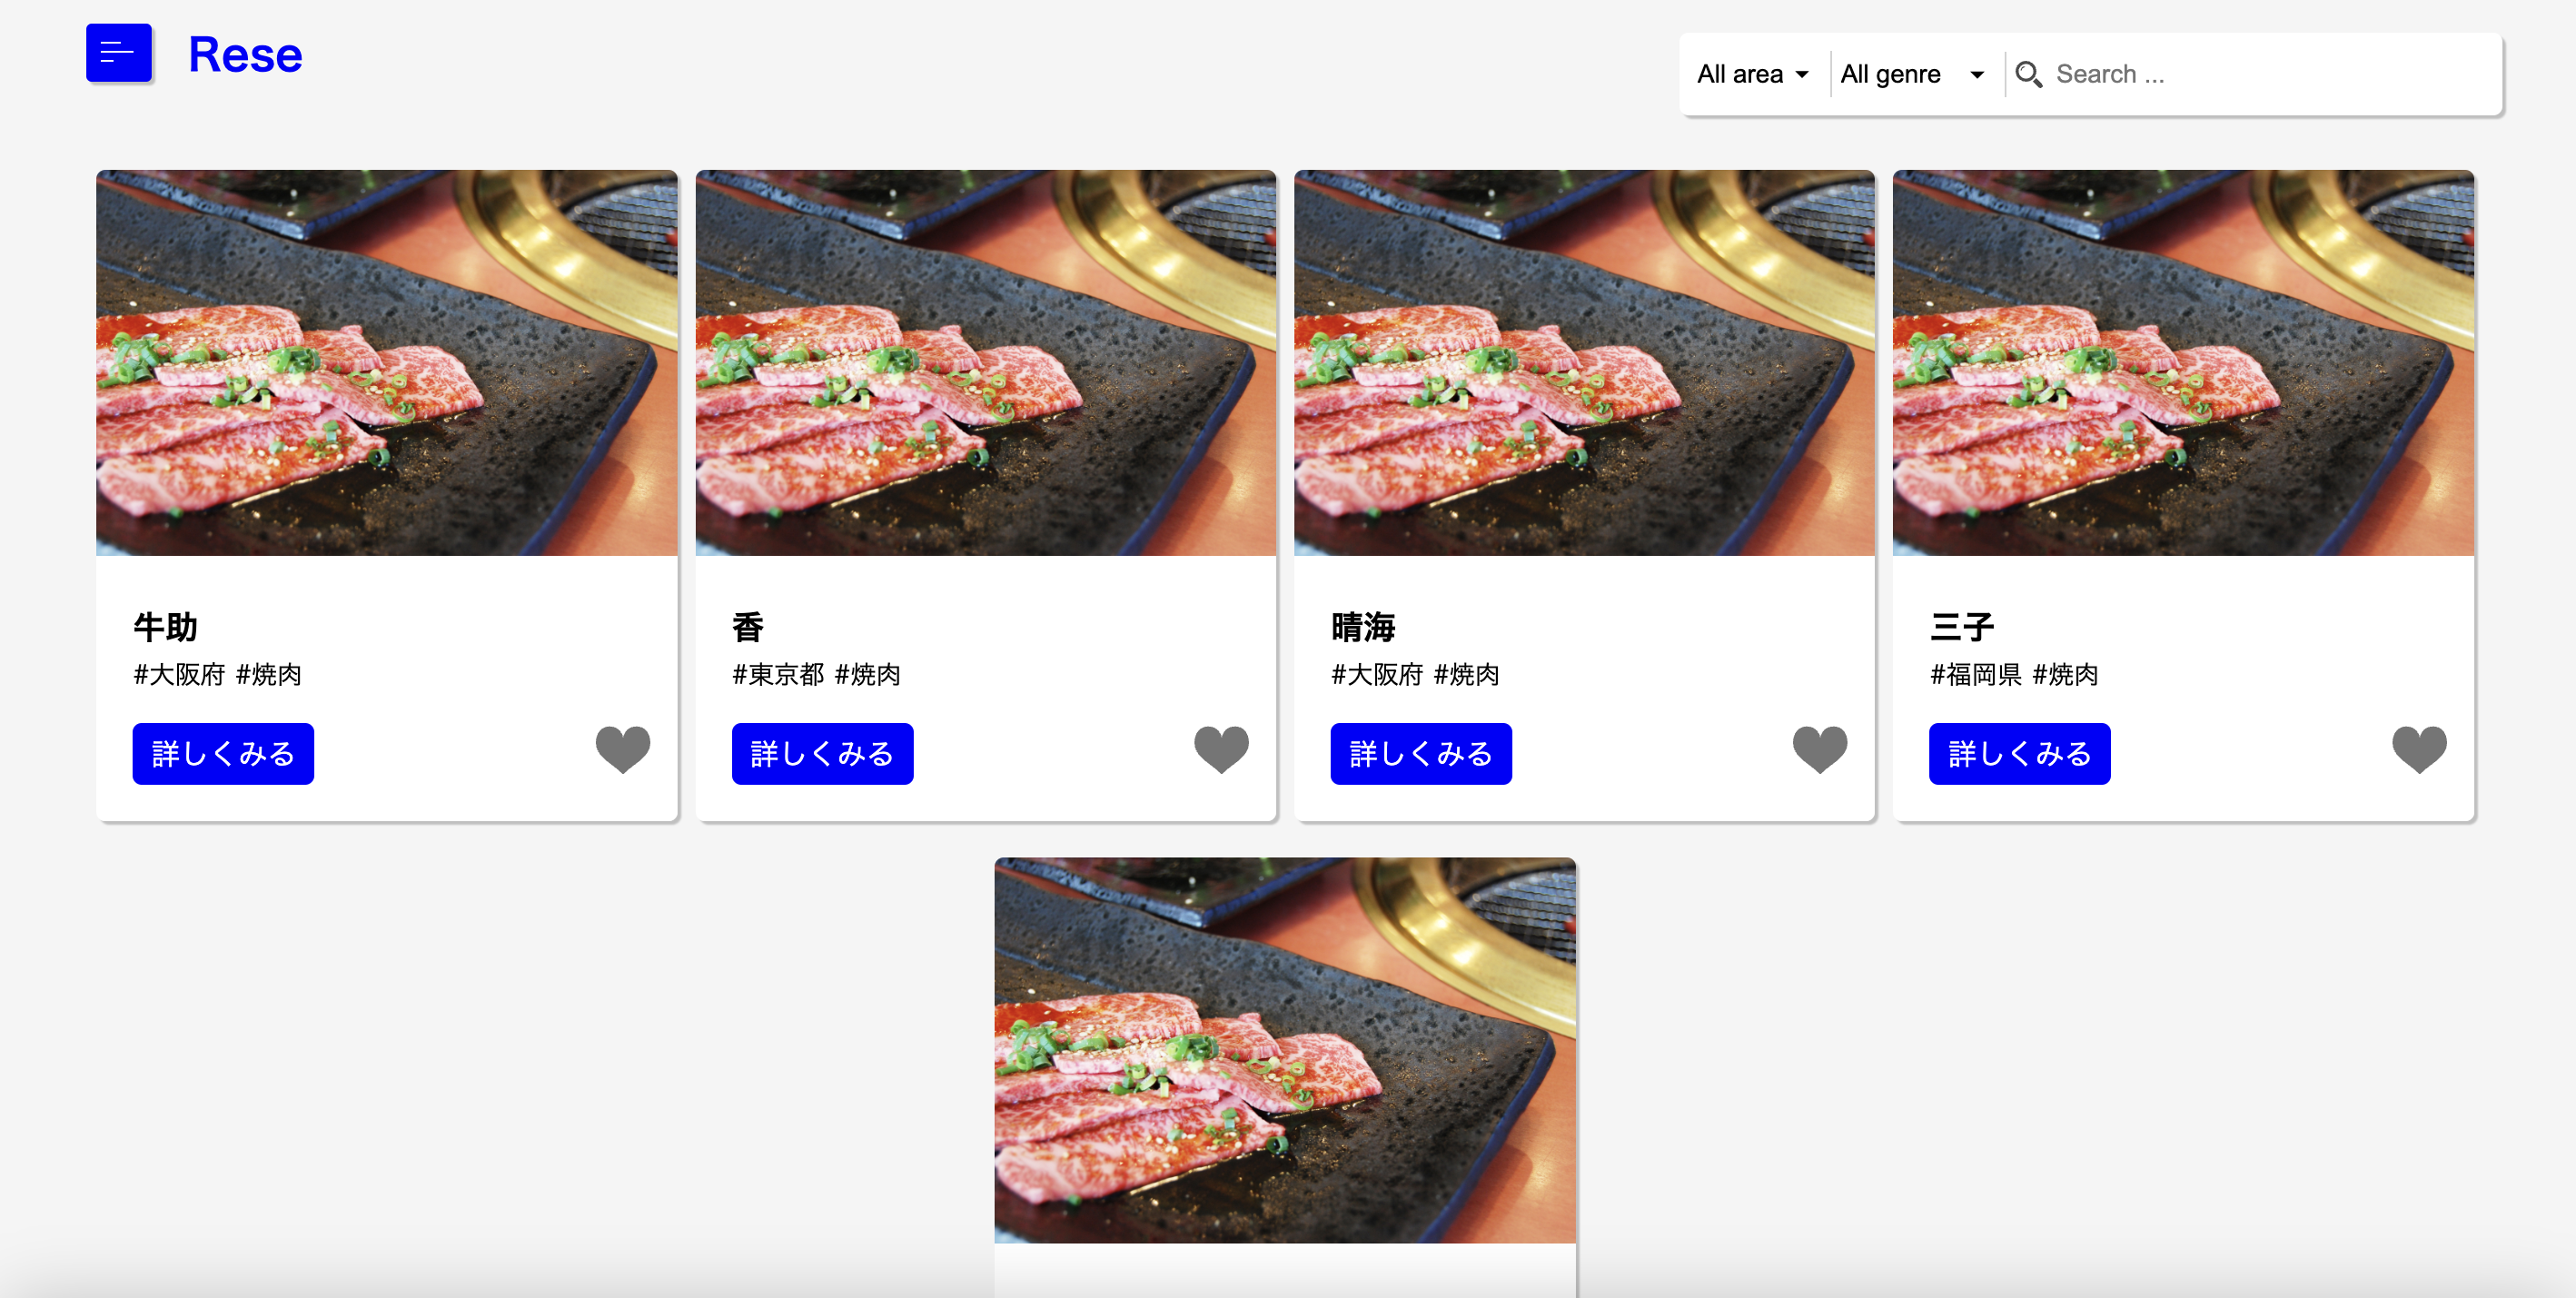 Rese
All area
All genre
Search ...
牛助
#大阪府 #焼肉
詳しくみる
香
#東京都 #焼肉
詳しくみる
晴海
#大阪府 #焼肉
詳しくみる
三子
#福岡県 #焼肉
詳しくみる